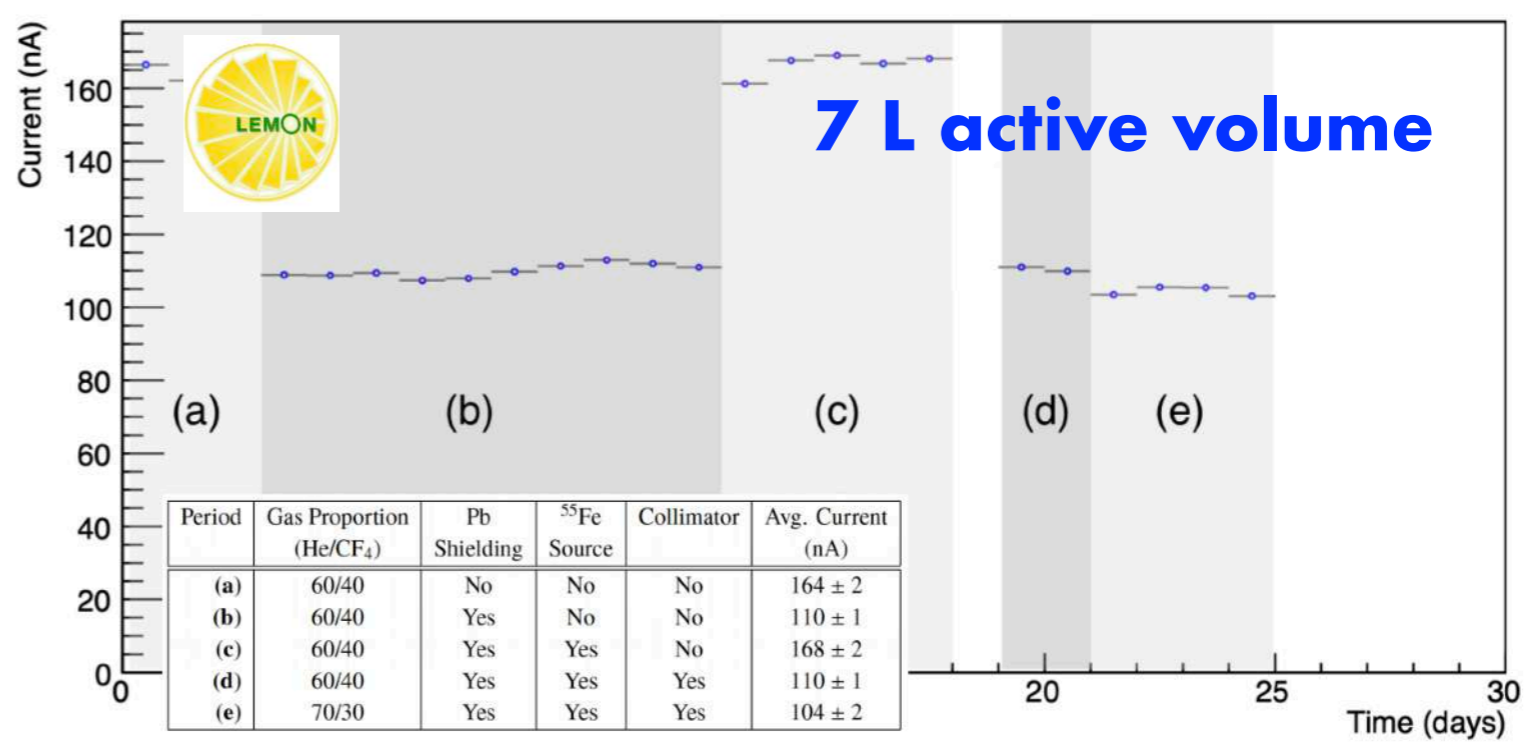 Current (nA)
160
140
120
100
80
60
40
20
0
LEMON
7 L active volume
(a) (b) (c) (d) (e)
Period Gas Proportion Pb ⁵⁵Fe Collimator Avg. Current
(He/CF₄) Shielding Source (nA)
(a) 60/40 No No No 164 ± 2
(b) 60/40 Yes No No 110 ± 1
(c) 60/40 Yes Yes No 168 ± 2
(d) 60/40 Yes Yes Yes 110 ± 1
(e) 70/30 Yes Yes Yes 104 ± 2
0 20 25 30
Time (days)